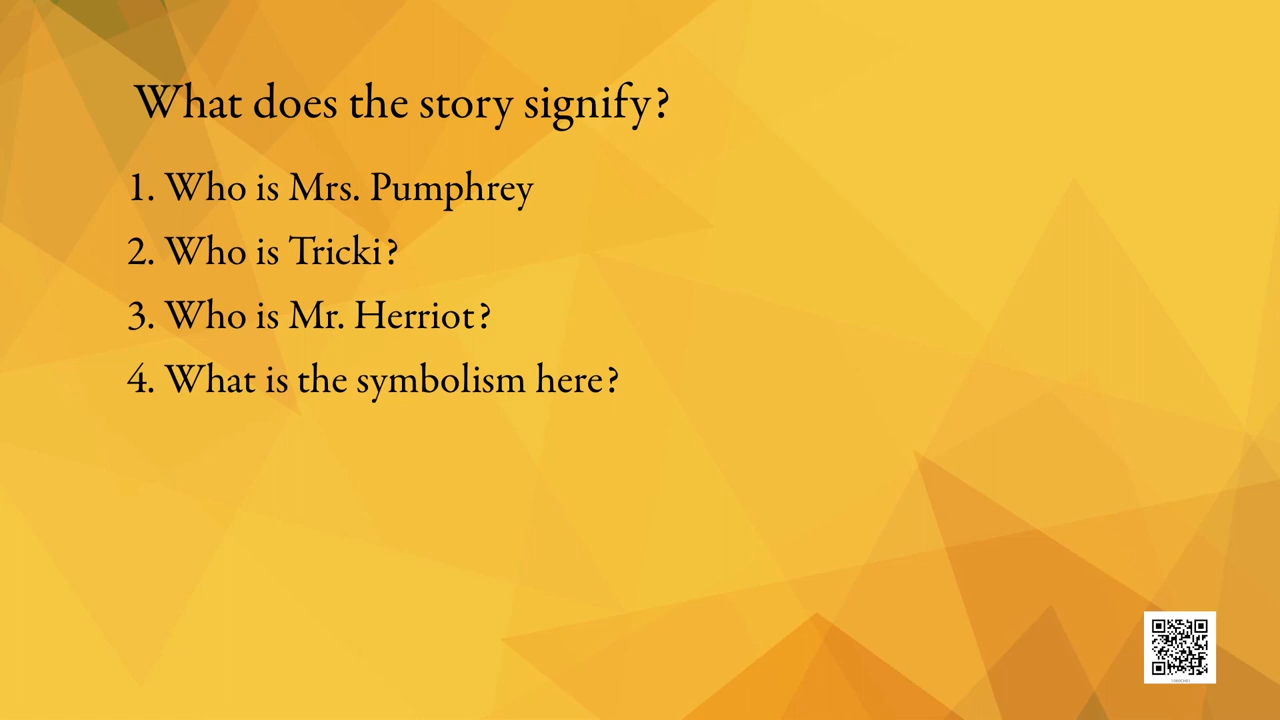 What does the story signify?
1. Who is Mrs. Pumphrey
2. Who is Tricki?
3. Who is Mr. Herriot?
4. What is the symbolism here?